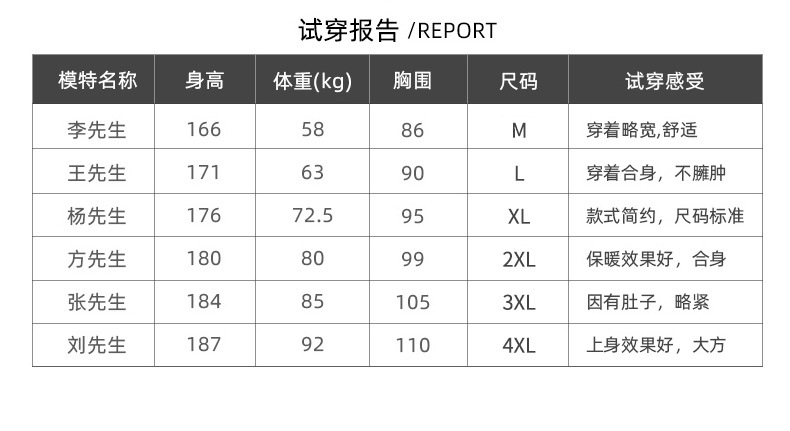 试穿报告 /REPORT
模特名称 身高 体重(kg) 胸围 尺码 试穿感受
李先生 166 58 86 M 穿着略宽,舒适
王先生 171 63 90 L 穿着合身，不臃肿
杨先生 176 72.5 95 XL 款式简约，尺码标准
方先生 180 80 99 2XL 保暖效果好，合身
张先生 184 85 105 3XL 因有肚子，略紧
刘先生 187 92 110 4XL 上身效果好，大方